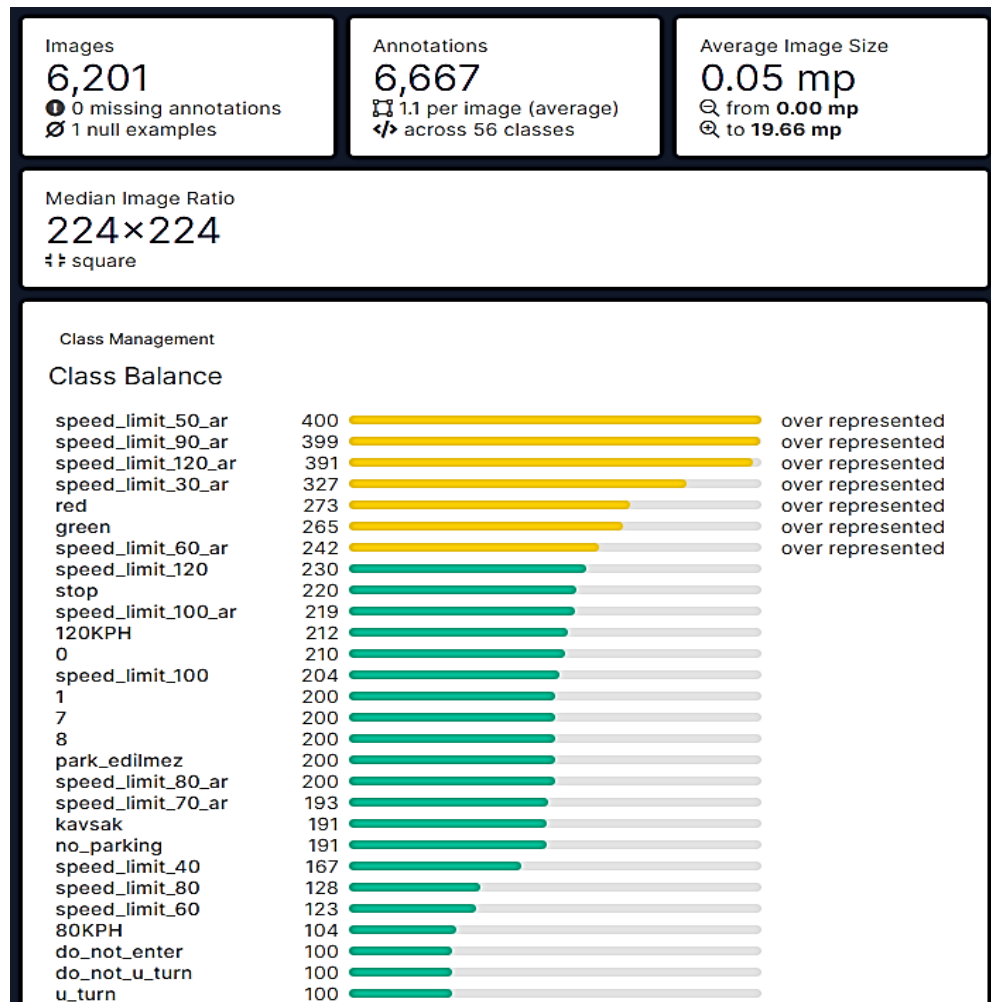 Images
6,201
0 missing annotations
1 null examples
Annotations
6,667
1.1 per image (average)
</> across 56 classes
Average Image Size
0.05 mp
from 0.00 mp
to 19.66 mp
Median Image Ratio
224×224
square
Class Management
Class Balance
speed_limit_50_ar 400 over represented
speed_limit_90_ar 399 over represented
speed_limit_120_ar 391 over represented
speed_limit_30_ar 327 over represented
red 273 over represented
green 265 over represented
speed_limit_60_ar 242 over represented
speed_limit_120 230
stop 220
speed_limit_100_ar 219
120KPH 212
0 210
speed_limit_100 204
1 200
7 200
8 200
park_edilmez 200
speed_limit_80_ar 200
speed_limit_70_ar 193
kavsak 191
no_parking 191
speed_limit_40 167
speed_limit_80 128
speed_limit_60 123
80KPH 104
do_not_enter 100
do_not_u_turn 100
u_turn 100